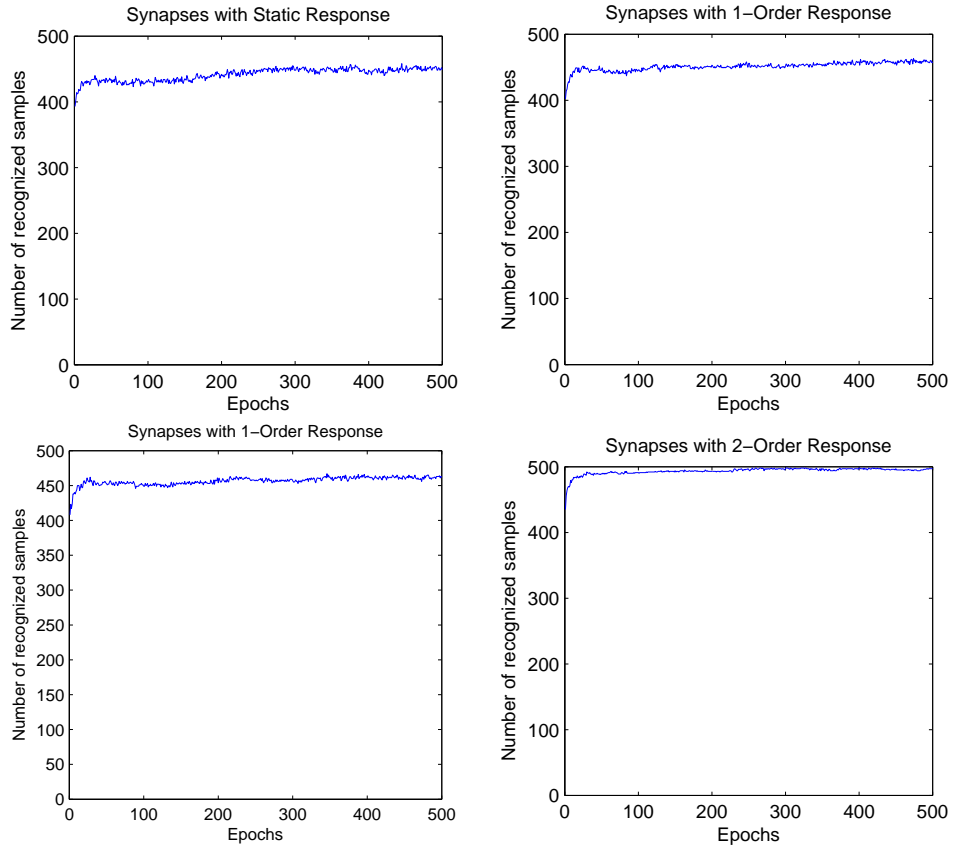 Synapses with Static Response
500
400
300
200
100
0
0 100 200 300 400 500
Epochs
Number of recognized samples
Synapses with 1−Order Response
500
400
300
200
100
0
0 100 200 300 400 500
Epochs
Number of recognized samples
Synapses with 1−Order Response
500
450
400
350
300
250
200
150
100
50
0
0 100 200 300 400 500
Epochs
Number of recognized samples
Synapses with 2−Order Response
500
400
300
200
100
0
0 100 200 300 400 500
Epochs
Number of recognized samples